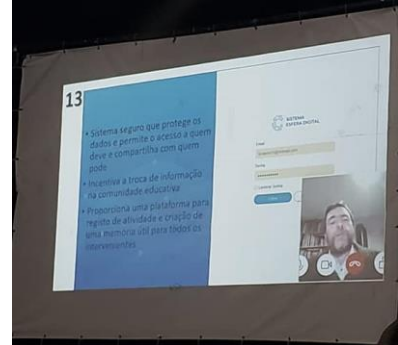 13
• Sistema seguro que protege os
dados e permite o acesso a quem
deve e compartilha com quem
pode
• Incentiva a troca de informação
na comunidade educativa
• Proporciona uma plataforma para
registo de atividade e criação de
uma memória útil para todos os
intervenientes
SISTEMA
ESFERA DIGITAL
Email